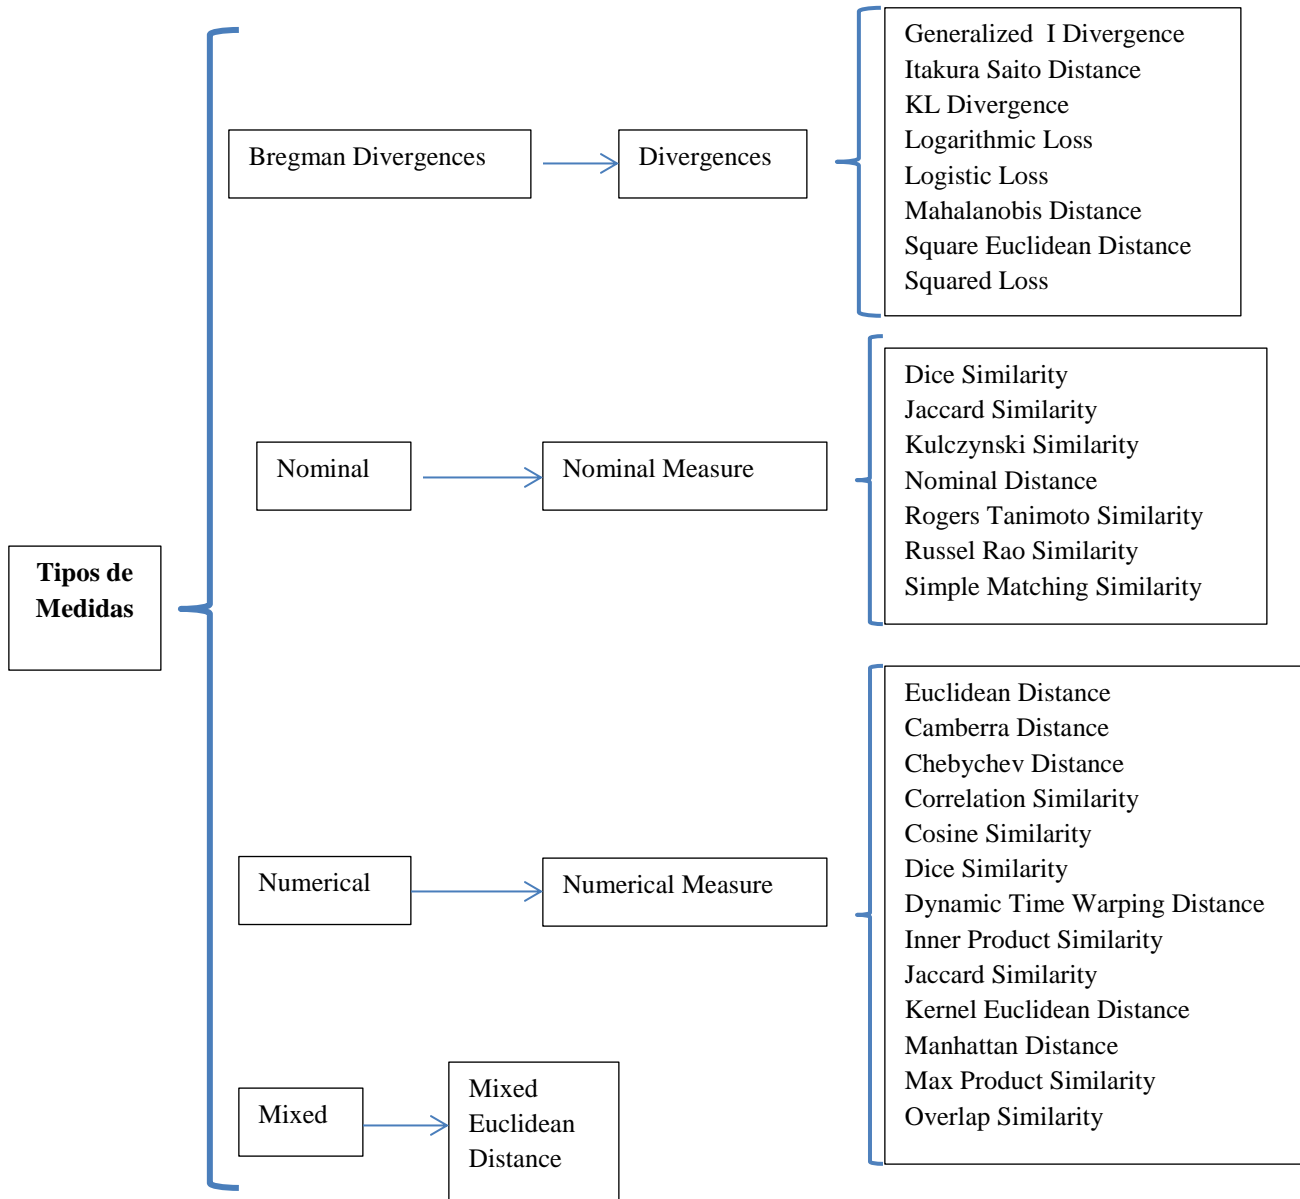 Tipos de
Medidas
Bregman Divergences
Divergences
Generalized I Divergence
Itakura Saito Distance
KL Divergence
Logarithmic Loss
Logistic Loss
Mahalanobis Distance
Square Euclidean Distance
Squared Loss
Nominal
Nominal Measure
Dice Similarity
Jaccard Similarity
Kulczynski Similarity
Nominal Distance
Rogers Tanimoto Similarity
Russel Rao Similarity
Simple Matching Similarity
Numerical
Numerical Measure
Euclidean Distance
Camberra Distance
Chebychev Distance
Correlation Similarity
Cosine Similarity
Dice Similarity
Dynamic Time Warping Distance
Inner Product Similarity
Jaccard Similarity
Kernel Euclidean Distance
Manhattan Distance
Max Product Similarity
Overlap Similarity
Mixed
Mixed
Euclidean
Distance